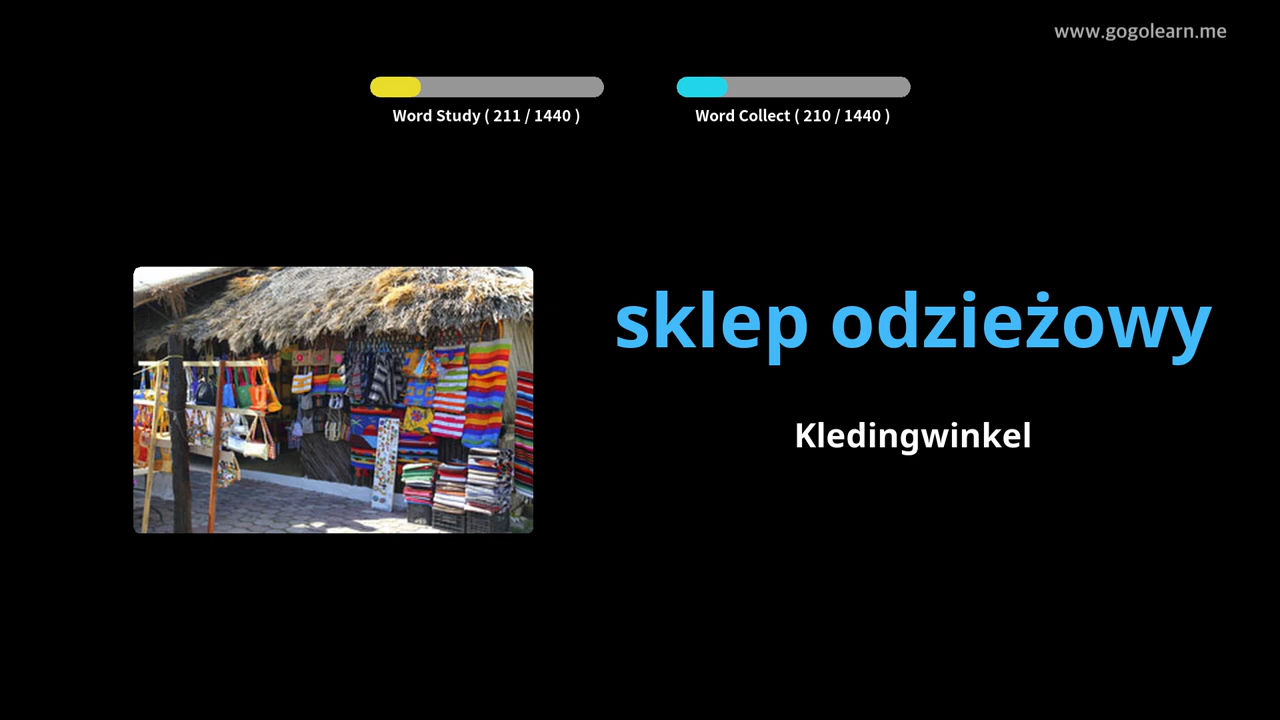 www.gogolearn.me
Word Study ( 211 / 1440 )
Word Collect ( 210 / 1440 )
sklep odzieżowy
Kledingwinkel